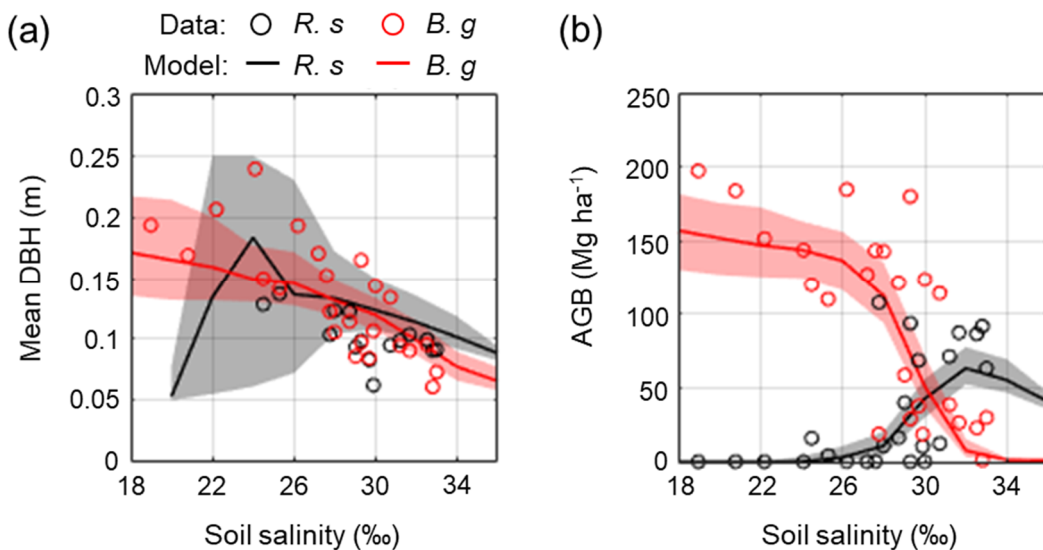 (a)
Data: R. s B. g
Model: R. s B. g
Mean DBH (m)
0.3
0.25
0.2
0.15
0.1
0.05
0
18 22 26 30 34
Soil salinity (‰)
(b)
AGB (Mg ha⁻¹)
250
200
150
100
50
0
18 22 26 30 34
Soil salinity (‰)